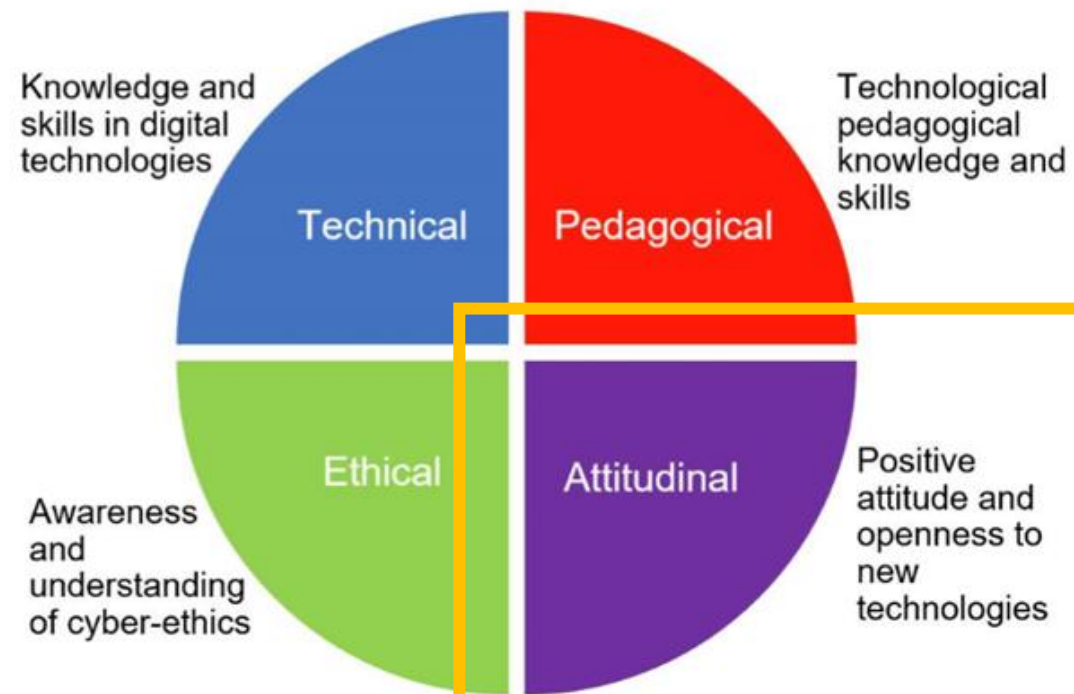 Knowledge and
skills in digital
technologies
Technical
Pedagogical
Technological
pedagogical
knowledge and
skills
Awareness
and
understanding
of cyber-ethics
Ethical
Attitudinal
Positive
attitude and
openness to
new
technologies